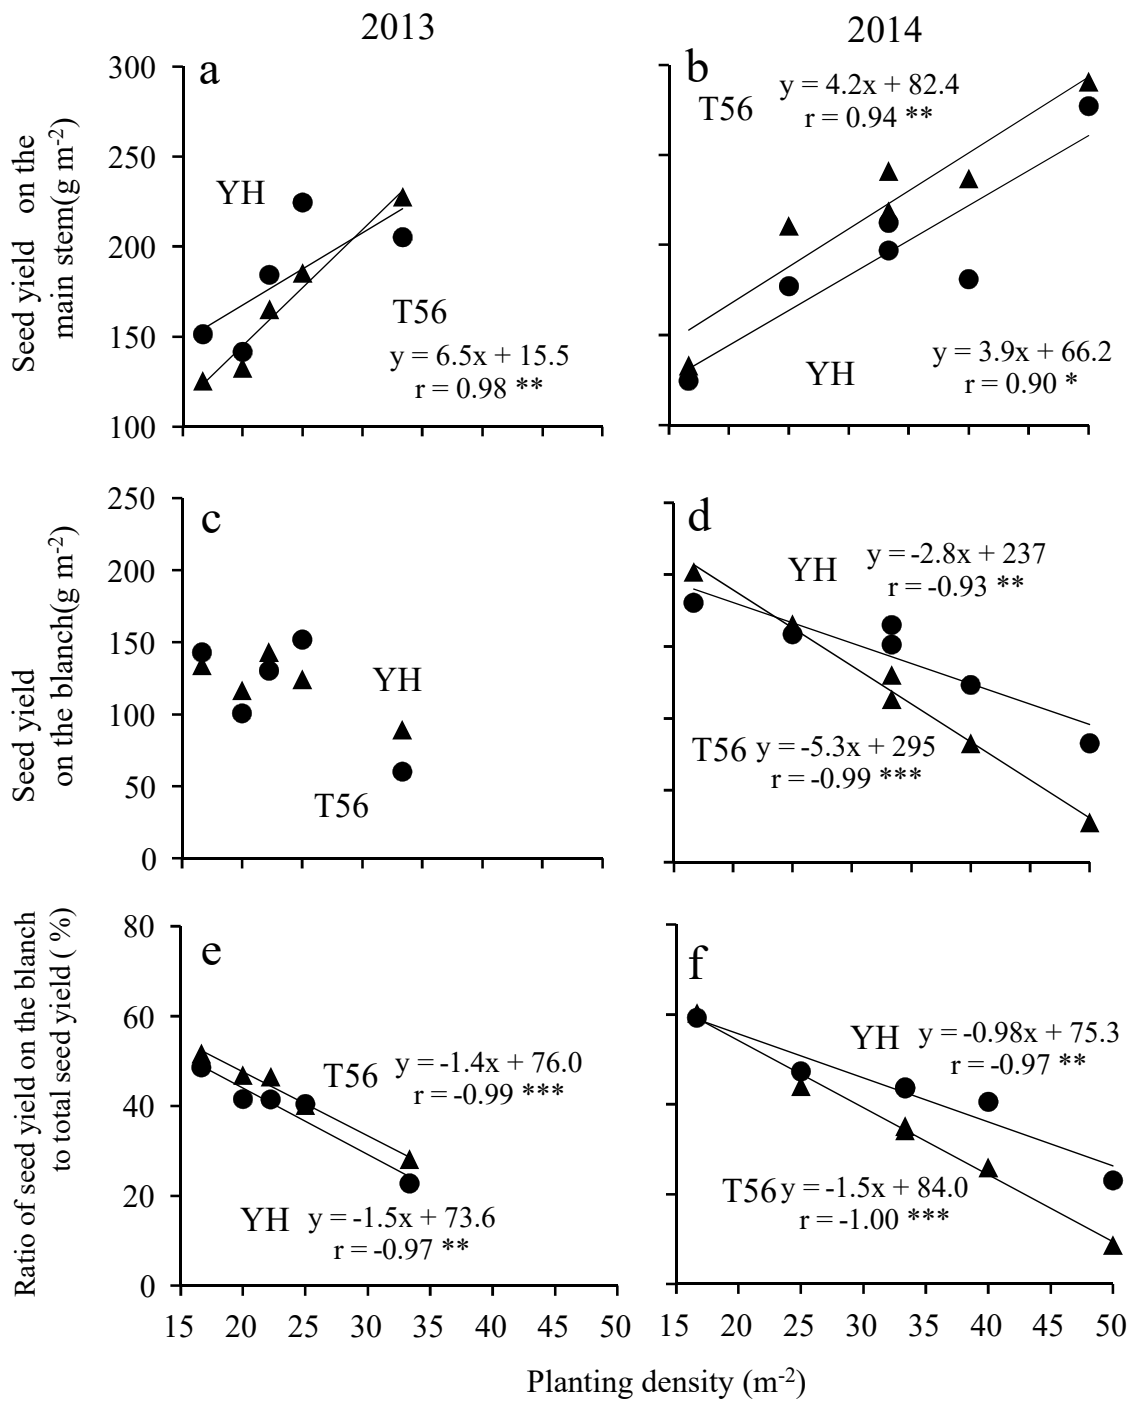 2013
2014
Seed yield on the
main stem(g m-2)
300
250
200
150
100
a
YH
T56
y = 6.5x + 15.5
r = 0.98 **
b
T56
y = 4.2x + 82.4
r = 0.94 **
YH
y = 3.9x + 66.2
r = 0.90 *
Seed yield
on the blanch(g m-2)
250
200
150
100
50
0
c
YH
T56
d
YH
y = -2.8x + 237
r = -0.93 **
T56 y = -5.3x + 295
r = -0.99 ***
Ratio of seed yield on the blanch
to total seed yield ( %)
80
60
40
20
0
e
T56
y = -1.4x + 76.0
r = -0.99 ***
YH y = -1.5x + 73.6
r = -0.97 **
f
YH y = -0.98x + 75.3
r = -0.97 **
T56 y = -1.5x + 84.0
r = -1.00 ***
15 20 25 30 35 40 45 50
15 20 25 30 35 40 45 50
Planting density (m-2)